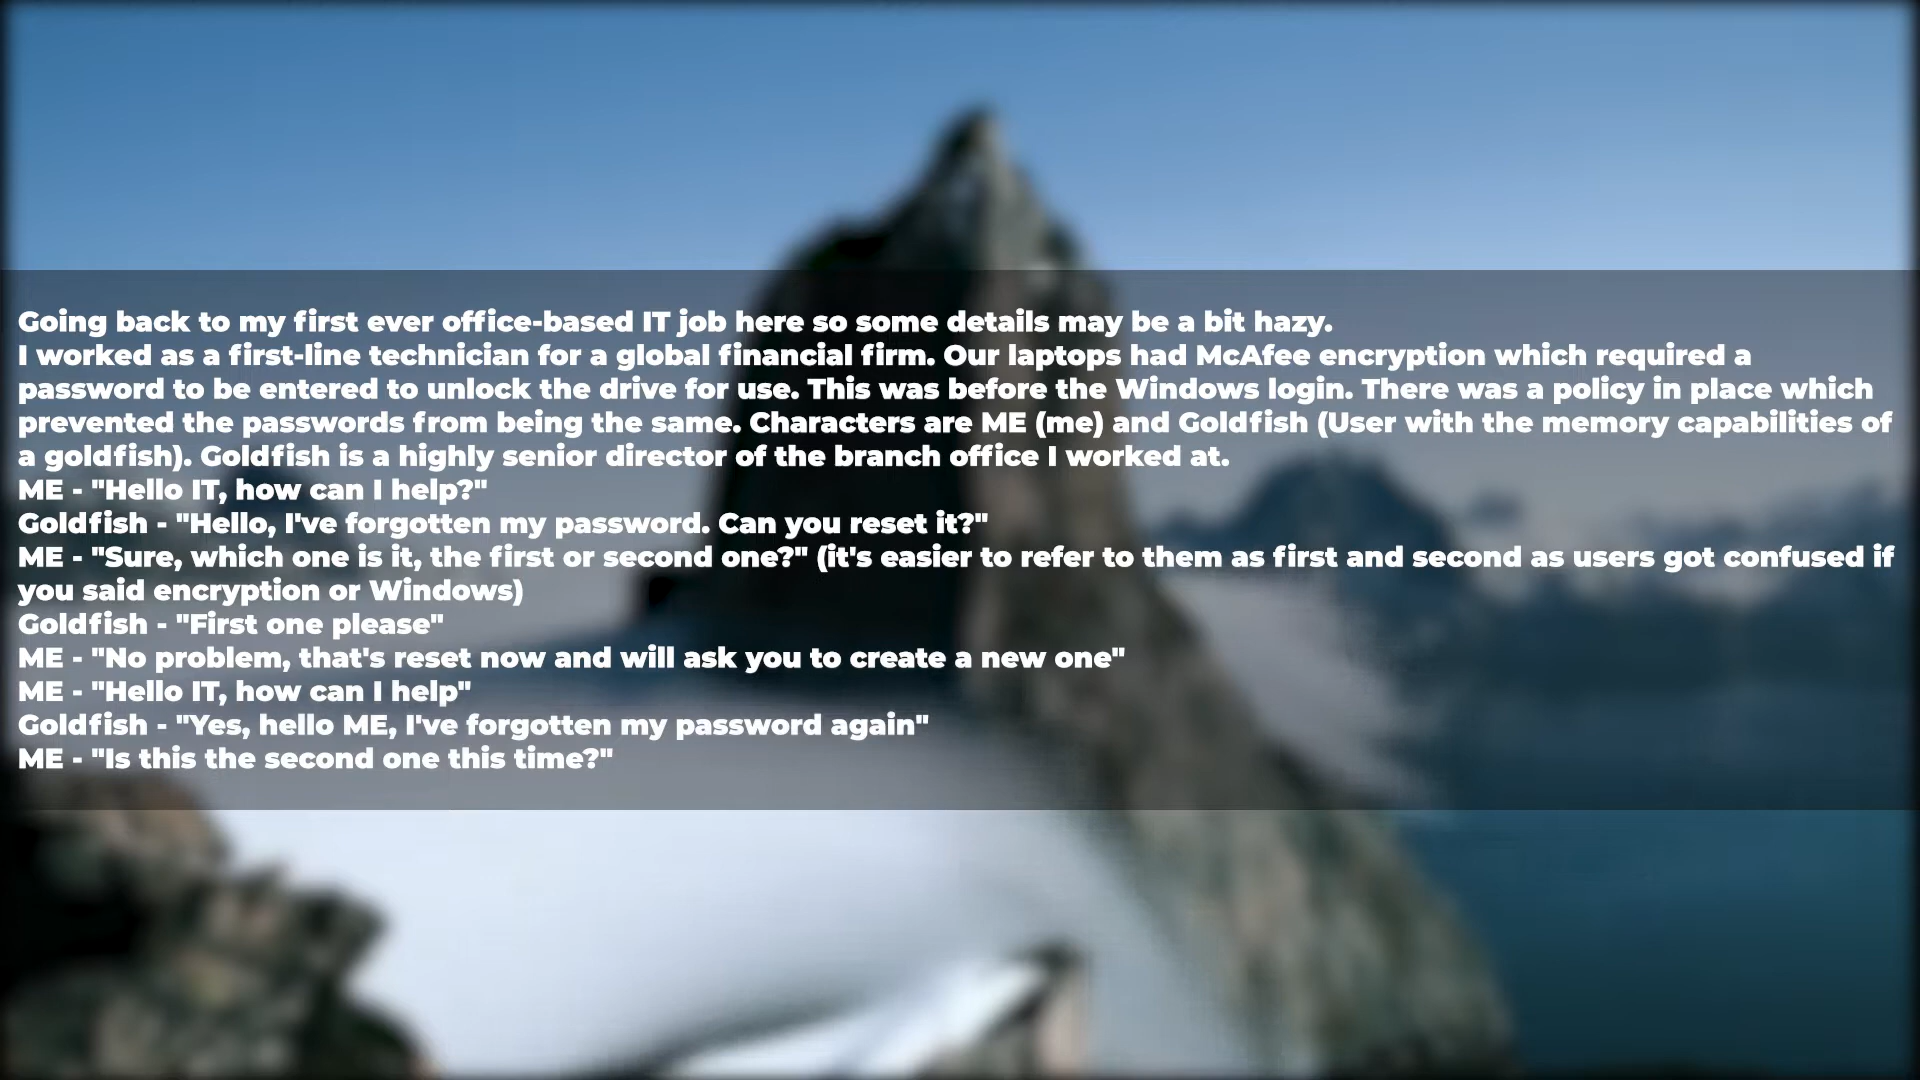 Going back to my first ever office-based IT job here so some details may be a bit hazy.
I worked as a first-line technician for a global financial firm. Our laptops had McAfee encryption which required a
password to be entered to unlock the drive for use. This was before the Windows login. There was a policy in place which
prevented the passwords from being the same. Characters are ME (me) and Goldfish (User with the memory capabilities of
a goldfish). Goldfish is a highly senior director of the branch office I worked at.
ME - "Hello IT, how can I help?"
Goldfish - "Hello, I've forgotten my password. Can you reset it?"
ME - "Sure, which one is it, the first or second one?" (it's easier to refer to them as first and second as users got confused if
you said encryption or Windows)
Goldfish - "First one please"
ME - "No problem, that's reset now and will ask you to create a new one"
ME - "Hello IT, how can I help"
Goldfish - "Yes, hello ME, I've forgotten my password again"
ME - "Is this the second one this time?"